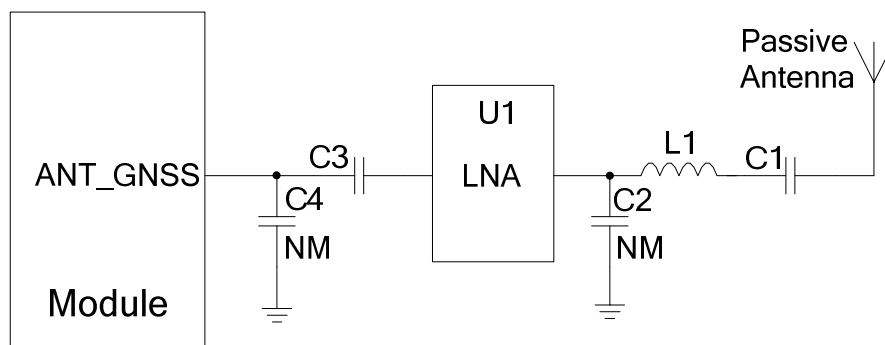 Passive
Antenna
U1
L1
C3
C1
ANT_GNSS
LNA
C4
C2
NM
NM
Module